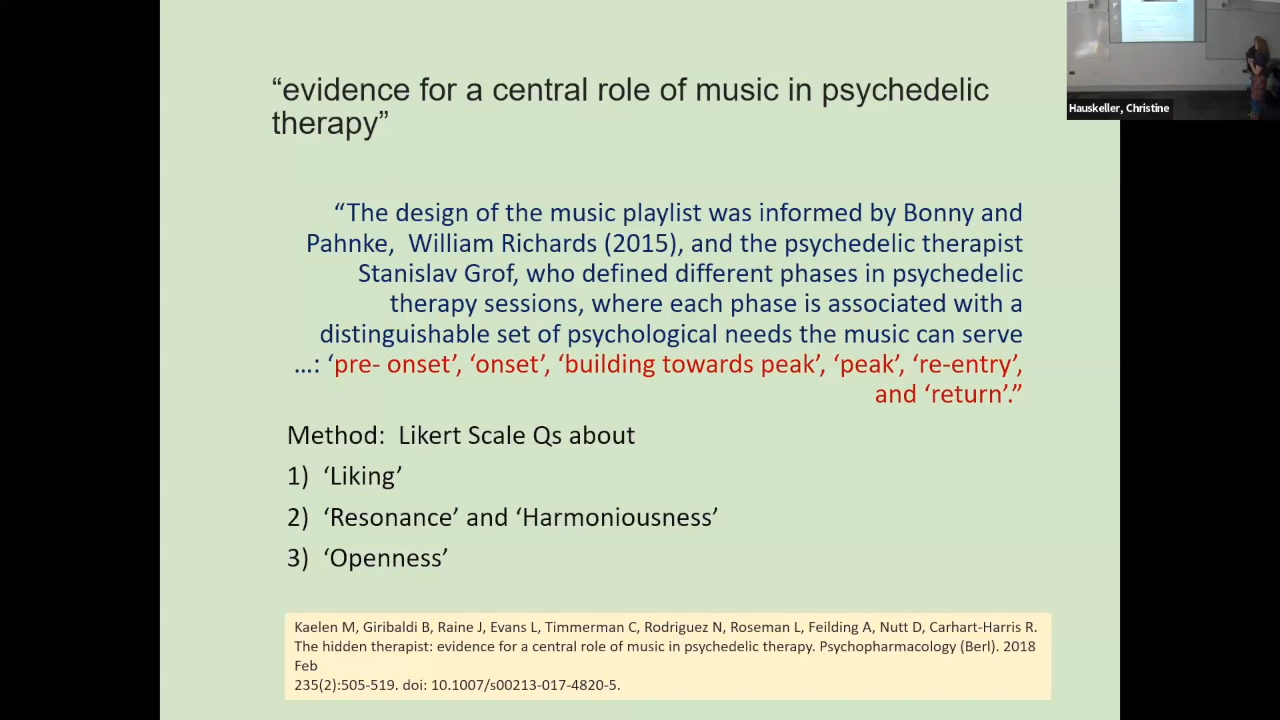 “evidence for a central role of music in psychedelic
therapy”
Hauskeller, Christine
“The design of the music playlist was informed by Bonny and
Pahnke,  William Richards (2015), and the psychedelic therapist
Stanislav Grof, who defined different phases in psychedelic
therapy sessions, where each phase is associated with a
distinguishable set of psychological needs the music can serve
…: ‘pre- onset’, ‘onset’, ‘building towards peak’, ‘peak’, ‘re-entry’,
and ‘return’.”
Method:  Likert Scale Qs about
1) ‘Liking’
2) ‘Resonance’ and ‘Harmoniousness’
3) ‘Openness’
Kaelen M, Giribaldi B, Raine J, Evans L, Timmerman C, Rodriguez N, Roseman L, Feilding A, Nutt D, Carhart-Harris R.
The hidden therapist: evidence for a central role of music in psychedelic therapy. Psychopharmacology (Berl). 2018
Feb
235(2):505-519. doi: 10.1007/s00213-017-4820-5.